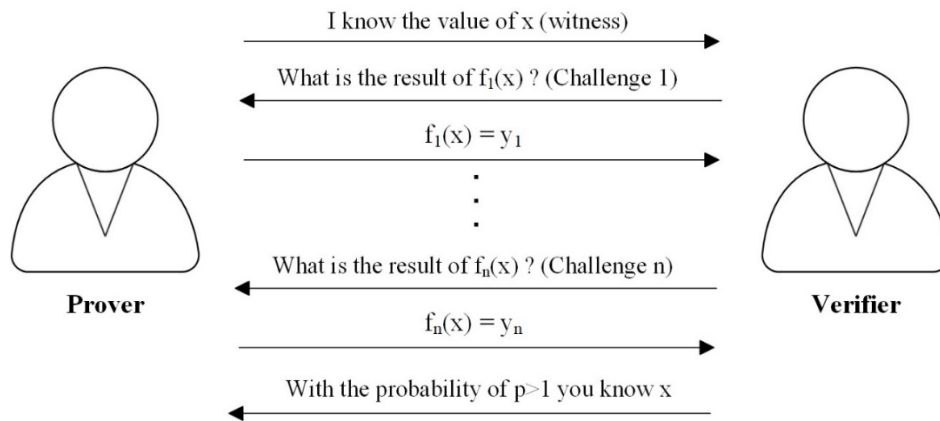 I know the value of x (witness)
What is the result of f₁(x) ? (Challenge 1)
f₁(x) = y₁
What is the result of fₙ(x) ? (Challenge n)
Prover
Verifier
fₙ(x) = yₙ
With the probability of p>1 you know x